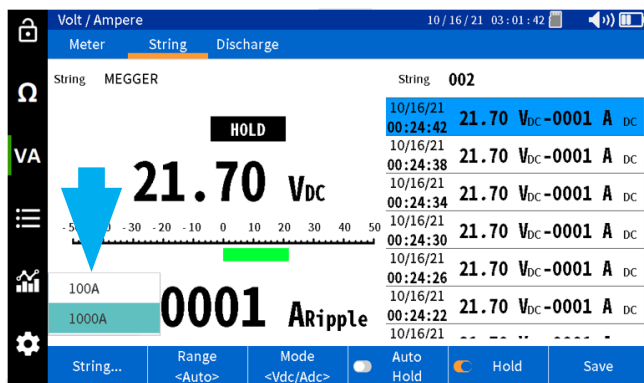 Volt / Ampere
10/16/21 03:01:42
Meter String Discharge
String MEGGER
String 002
Ω
VA
HOLD
21.70 VDC
-30 -20 -10 0 10 20 30 40 50
0001 ARipple
100A
1000A
10/16/21
00:24:42 21.70 VDC-0001 A DC
10/16/21
00:24:38 21.70 VDC-0001 A DC
10/16/21
00:24:34 21.70 VDC-0001 A DC
10/16/21
00:24:30 21.70 VDC-0001 A DC
10/16/21
00:24:26 21.70 VDC-0001 A DC
10/16/21
00:24:22 21.70 VDC-0001 A DC
10/16/21
String...
Range
<Auto>
Mode
<Vdc/Adc>
Auto
Hold
Hold
Save